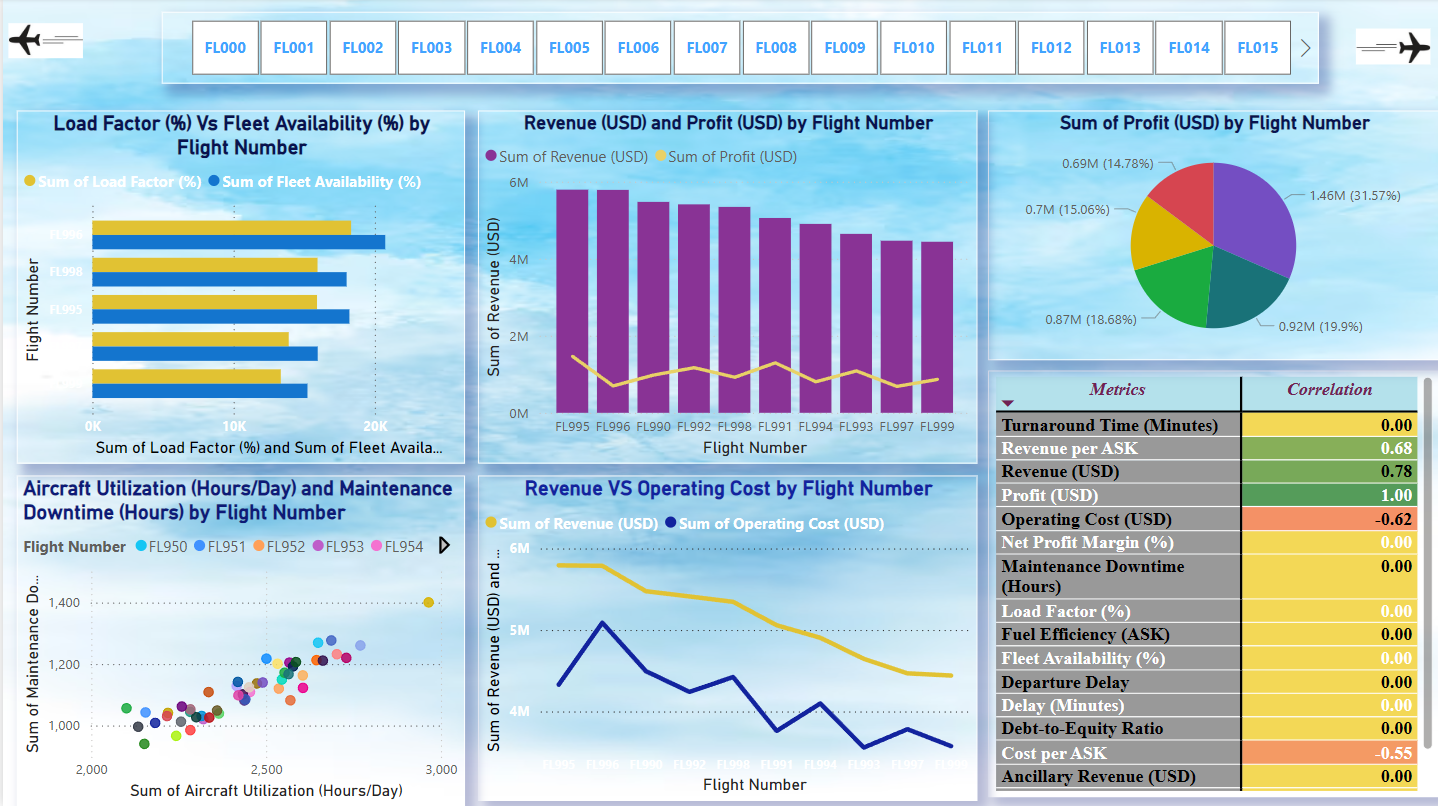 FL000 FL001 FL002 FL003 FL004 FL005 FL006 FL007 FL008 FL009 FL010 FL011 FL012 FL013 FL014 FL015
Load Factor (%) Vs Fleet Availability (%) by
Flight Number
Sum of Load Factor (%) Sum of Fleet Availability (%)
Flight Number
FL996
FL998
FL995
0K 10K 20K
Sum of Load Factor (%) and Sum of Fleet Availa...
Revenue (USD) and Profit (USD) by Flight Number
Sum of Revenue (USD) Sum of Profit (USD)
Sum of Revenue (USD)
6M
4M
2M
0M
FL995 FL996 FL990 FL992 FL998 FL991 FL994 FL993 FL997 FL999
Flight Number
Sum of Profit (USD) by Flight Number
0.69M (14.78%)
1.46M (31.57%)
0.7M (15.06%)
0.87M (18.68%)
0.92M (19.9%)
Aircraft Utilization (Hours/Day) and Maintenance
Downtime (Hours) by Flight Number
Flight Number FL950 FL951 FL952 FL953 FL954
Sum of Maintenance Do...
1,400
1,200
1,000
2,000 2,500 3,000
Sum of Aircraft Utilization (Hours/Day)
Revenue VS Operating Cost by Flight Number
Sum of Revenue (USD) Sum of Operating Cost (USD)
Sum of Revenue (USD) and ...
6M
5M
4M
FL995 FL996 FL990 FL992 FL998 FL991 FL994 FL993 FL997 FL999
Flight Number
Metrics Correlation
Turnaround Time (Minutes) 0.00
Revenue per ASK 0.68
Revenue (USD) 0.78
Profit (USD) 1.00
Operating Cost (USD) -0.62
Net Profit Margin (%) 0.00
Maintenance Downtime 0.00
(Hours)
Load Factor (%) 0.00
Fuel Efficiency (ASK) 0.00
Fleet Availability (%) 0.00
Departure Delay 0.00
Delay (Minutes) 0.00
Debt-to-Equity Ratio 0.00
Cost per ASK -0.55
Ancillary Revenue (USD) 0.00